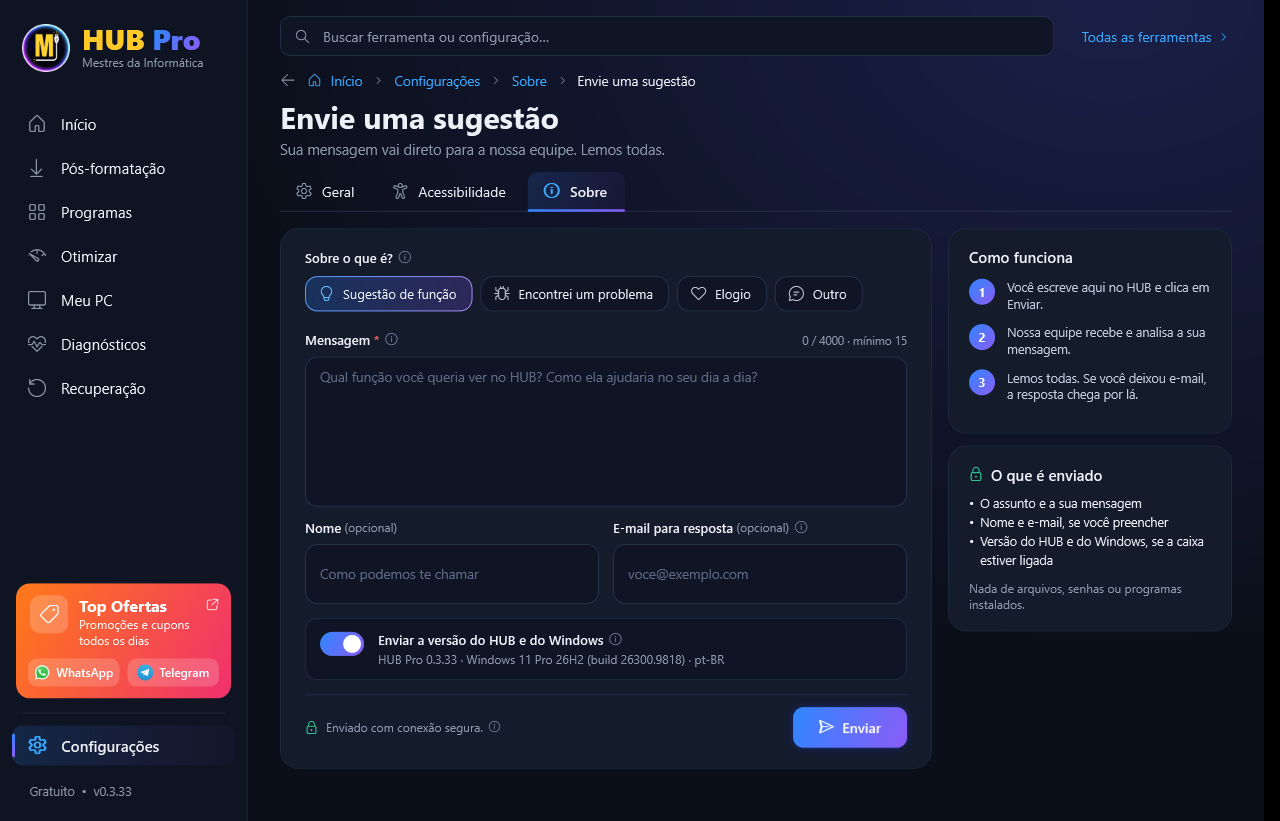 HUB Pro
Mestres da Informática
Início
Pós-formatação
Programas
Otimizar
Meu PC
Diagnósticos
Recuperação
Top Ofertas
Promoções e cupons
todos os dias
WhatsApp
Telegram
Configurações
Gratuito • v0.3.33
Buscar ferramenta ou configuração...
Todas as ferramentas
Início
Configurações
Sobre
Envie uma sugestão
Envie uma sugestão
Sua mensagem vai direto para a nossa equipe. Lemos todas.
Geral
Acessibilidade
Sobre
Sobre o que é?
Sugestão de função
Encontrei um problema
Elogio
Outro
Mensagem *
0 / 4000 · mínimo 15
Qual função você queria ver no HUB? Como ela ajudaria no seu dia a dia?
Nome (opcional)
Como podemos te chamar
E-mail para resposta (opcional)
voce@exemplo.com
Enviar a versão do HUB e do Windows
HUB Pro 0.3.33 · Windows 11 Pro 26H2 (build 26300.9818) · pt-BR
Enviado com conexão segura.
Enviar
Como funciona
1
Você escreve aqui no HUB e clica em
Enviar.
2
Nossa equipe recebe e analisa a sua
mensagem.
3
Lemos todas. Se você deixou e-mail,
a resposta chega por lá.
O que é enviado
• O assunto e a sua mensagem
• Nome e e-mail, se você preencher
• Versão do HUB e do Windows, se a caixa
estiver ligada
Nada de arquivos, senhas ou programas
instalados.